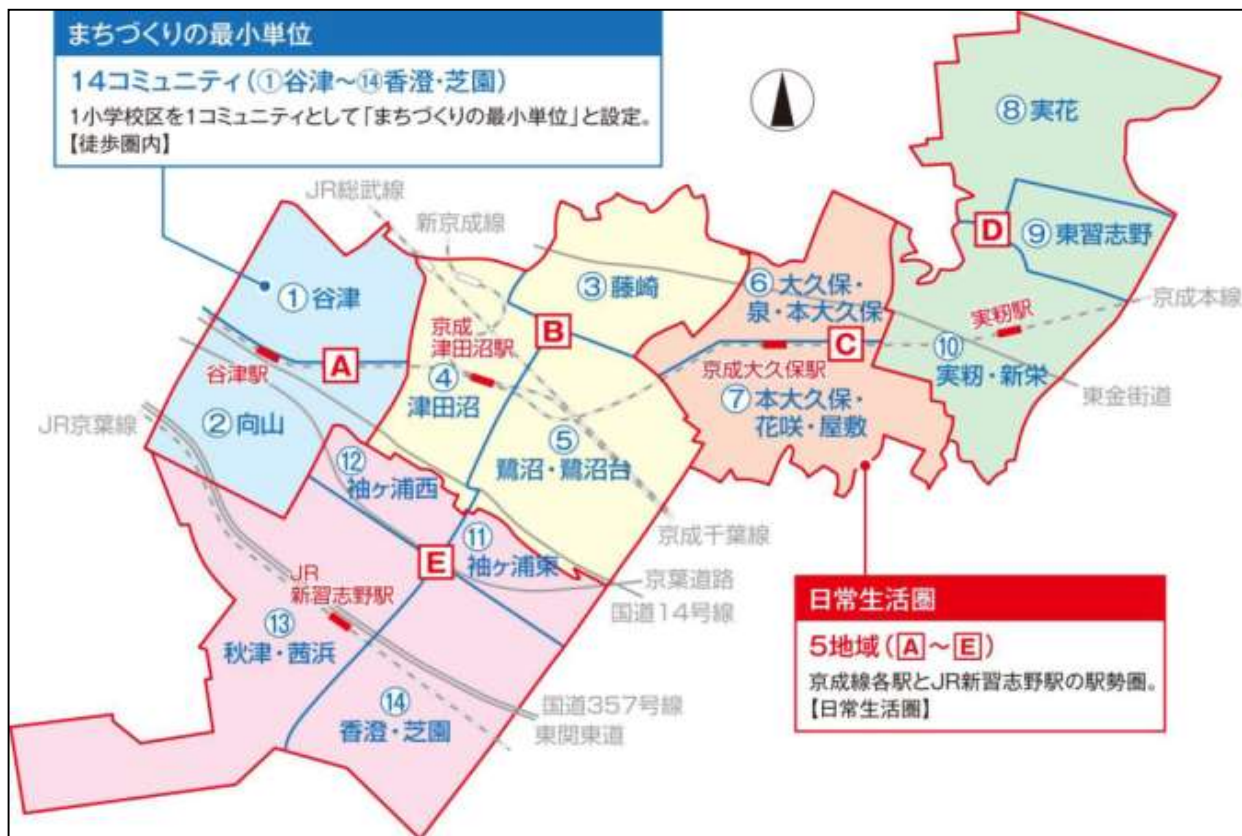 まちづくりの最小単位
14コミュニティ(①谷津～⑭香澄・芝園)
1小学校区を1コミュニティとして「まちづくりの最小単位」と設定。
【徒歩圏内】
JR総武線
新京成線
⑧実花
D
⑨東習志野
①谷津
③藤崎
⑥大久保・
泉・本大久保
京成本線
実籾駅
京成
津田沼駅
B
谷津駅
A
④
津田沼
京成大久保駅
C
⑩
実籾・新栄
東金街道
JR京葉線
②向山
⑤
鷺沼・鷺沼台
⑦本大久保・
花咲・屋敷
⑫
袖ヶ浦西
京成千葉線
E
⑪
袖ヶ浦東
京葉道路
国道14号線
JR
新習志野駅
⑬
秋津・茜浜
⑭
香澄・芝園
国道357号線
東関東道
日常生活圏
5地域(A～E)
京成線各駅とJR新習志野駅の駅勢圏。
【日常生活圏】